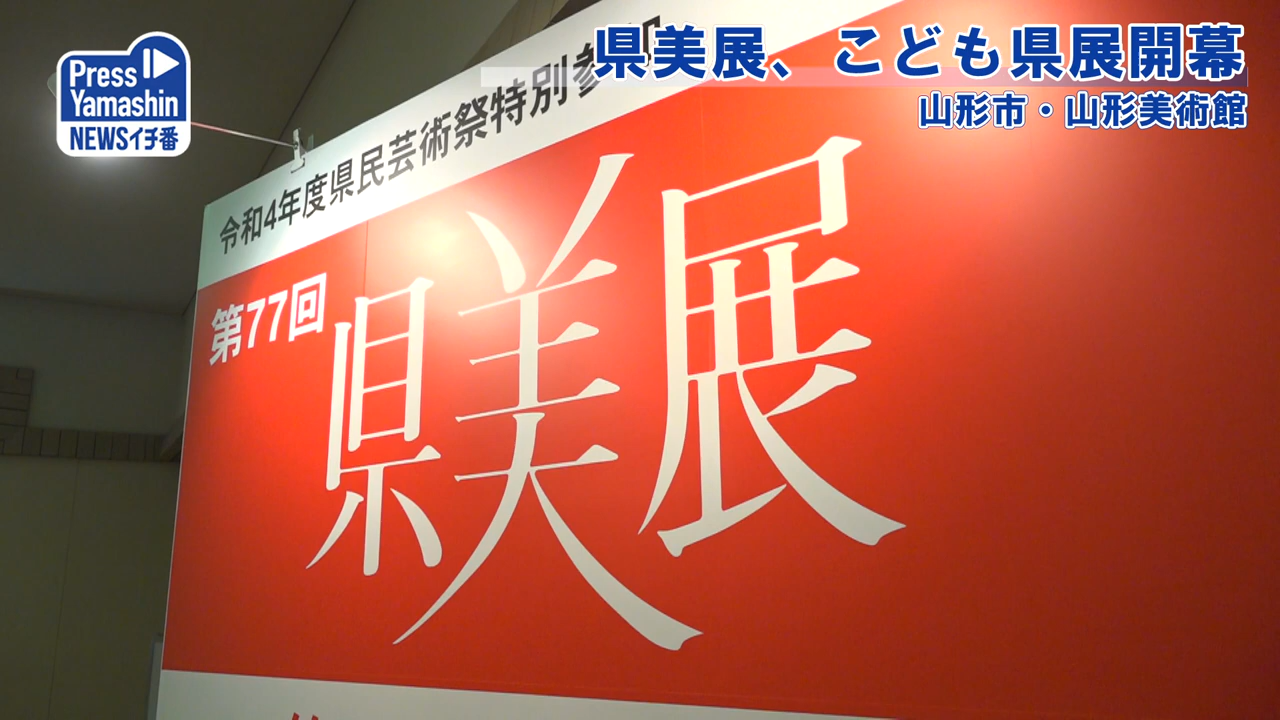 Press
Yamashin
NEWSイチ番
県美展、こども県展開幕
山形市・山形美術館
令和4年度県民芸術祭特別参
第77回
県美展